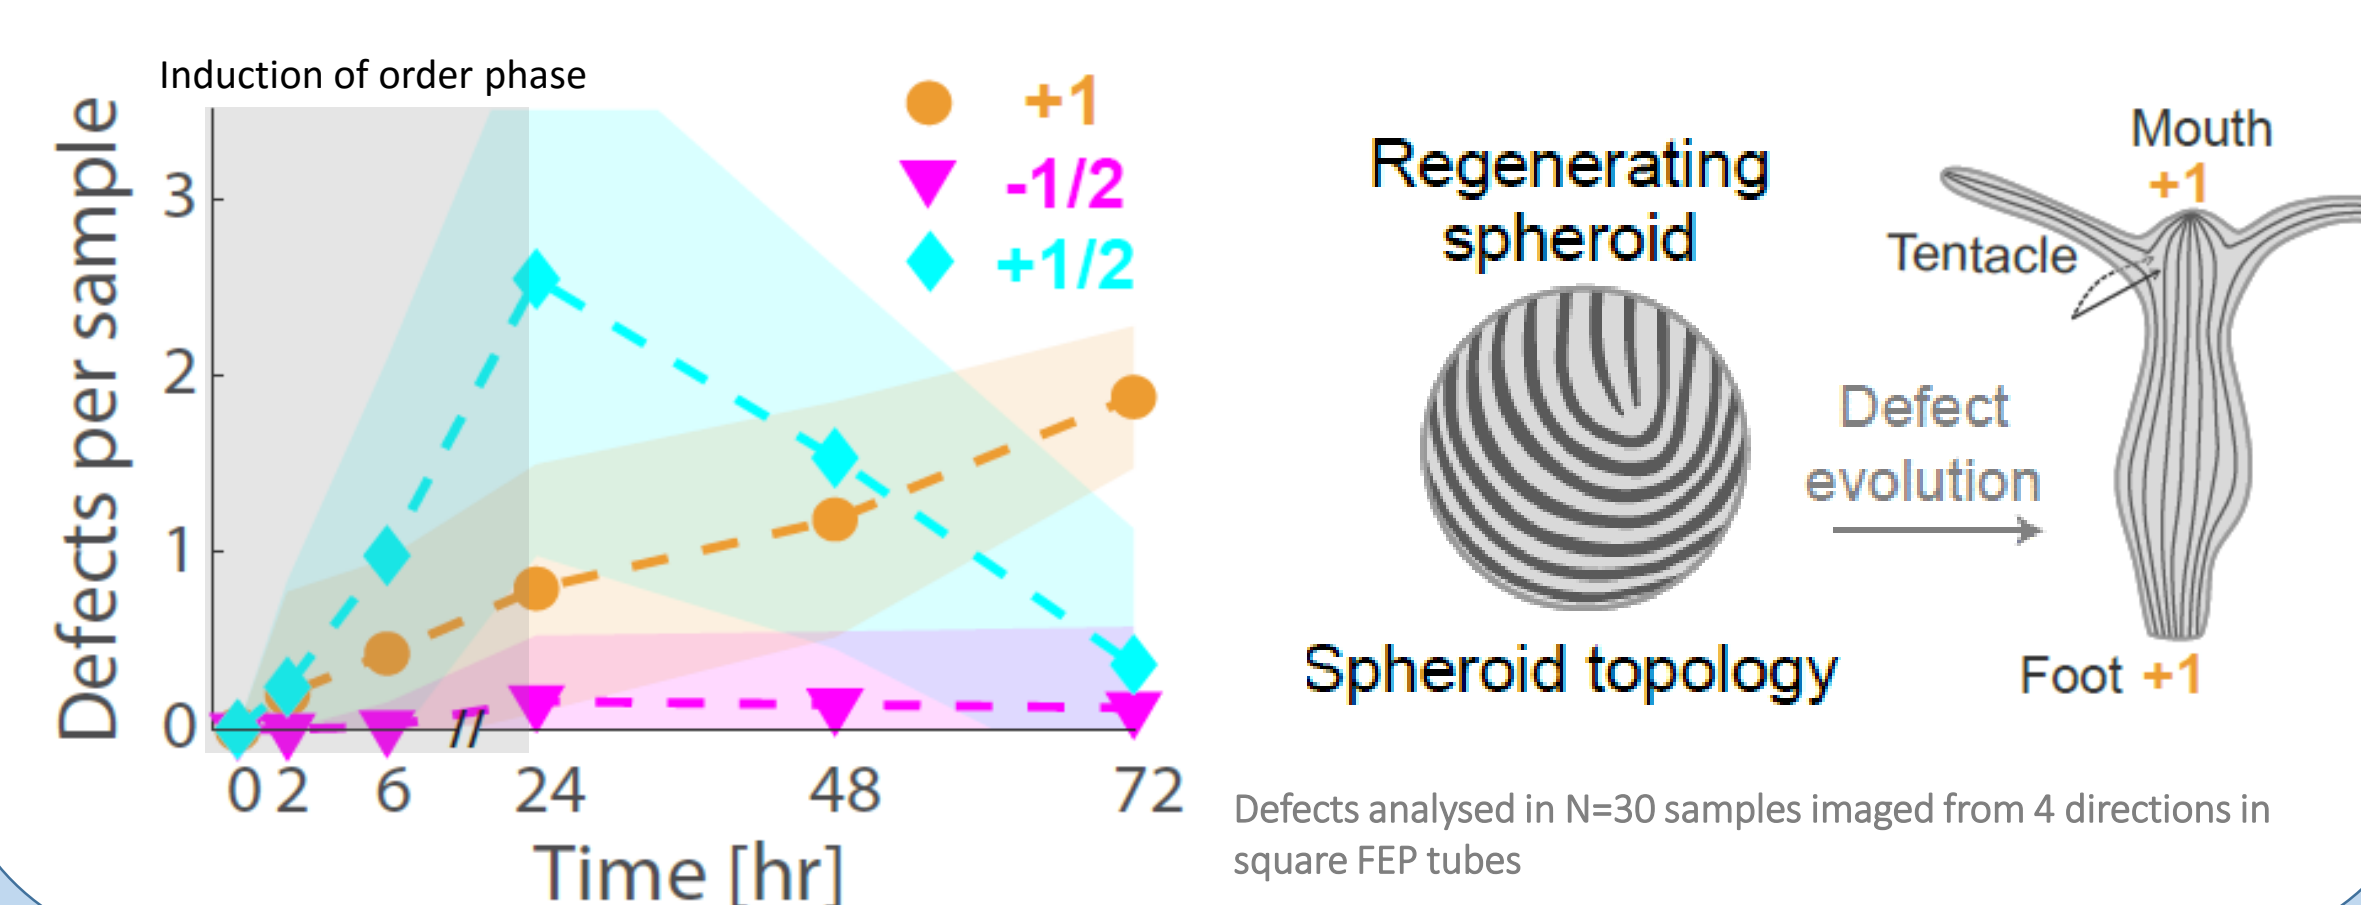 Induction of order phase
Defects per sample
3
2
1
0
0 2 6 24 48 72
Time [hr]
+1
-1/2
+1/2
Regenerating
spheroid
Spheroid topology
Defect
evolution
Mouth
+1
Tentacle
Foot +1
Defects analysed in N=30 samples imaged from 4 directions in
square FEP tubes